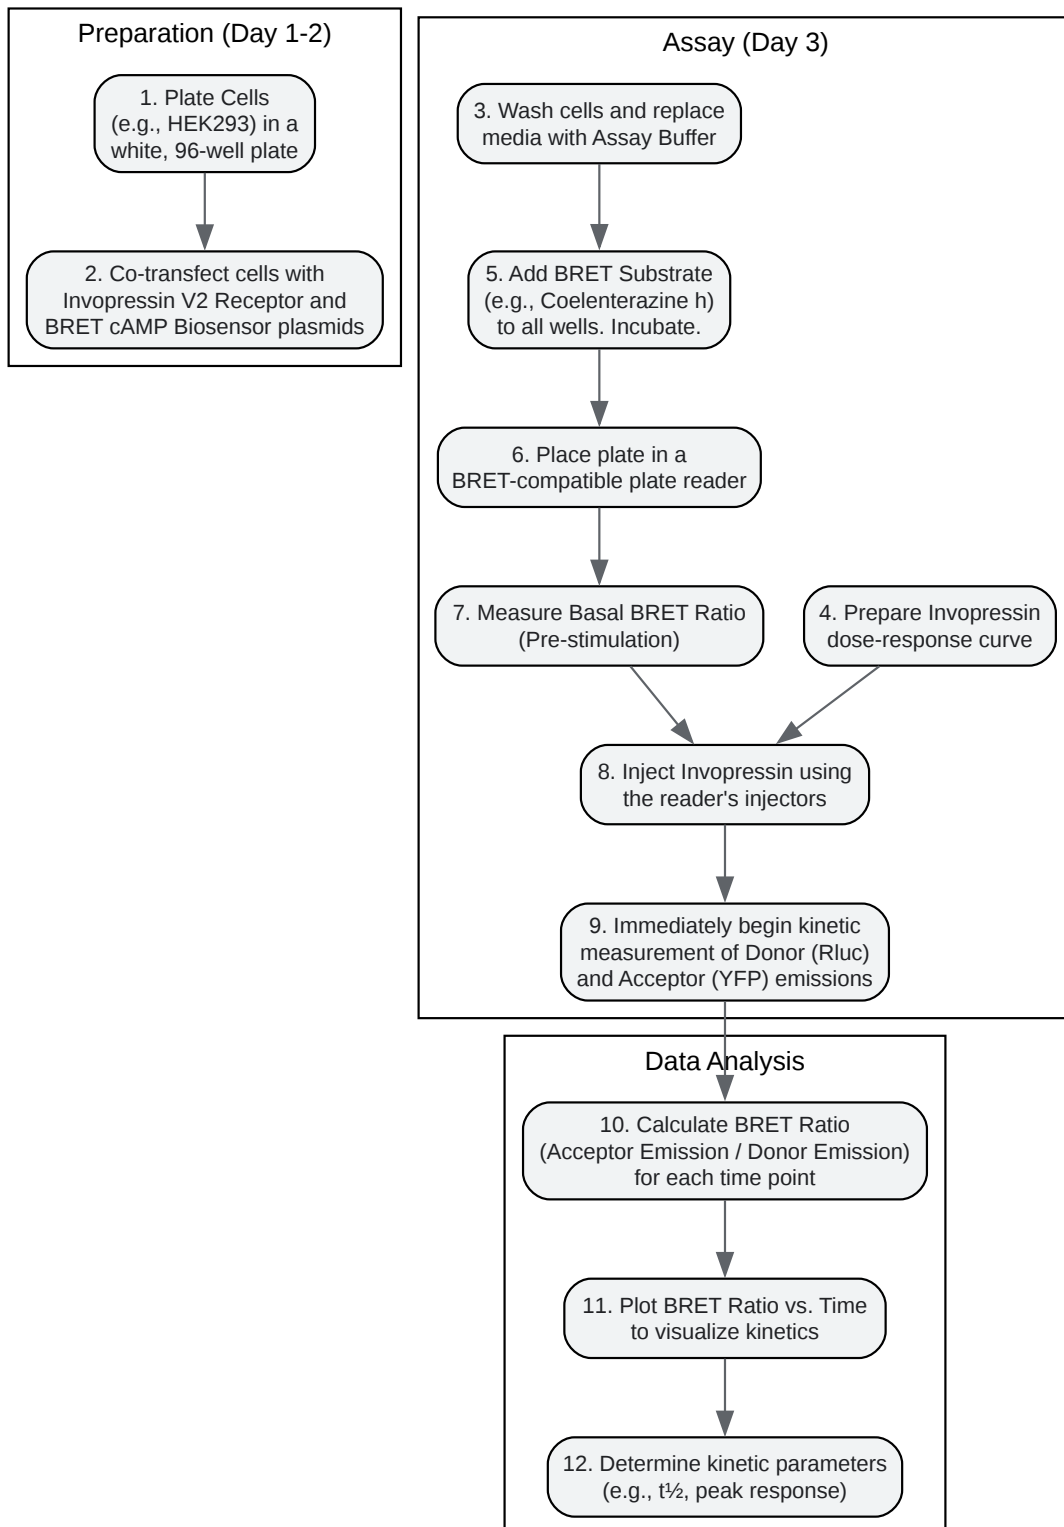 Preparation (Day 1-2)
1. Plate Cells
(e.g., HEK293) in a
white, 96-well plate
2. Co-transfect cells with
Invopressin V2 Receptor and
BRET cAMP Biosensor plasmids
Assay (Day 3)
3. Wash cells and replace
media with Assay Buffer
5. Add BRET Substrate
(e.g., Coelenterazine h)
to all wells. Incubate.
6. Place plate in a
BRET-compatible plate reader
7. Measure Basal BRET Ratio
(Pre-stimulation)
4. Prepare Invopressin
dose-response curve
8. Inject Invopressin using
the reader's injectors
9. Immediately begin kinetic
measurement of Donor (Rluc)
and Acceptor (YFP) emissions
Data Analysis
10. Calculate BRET Ratio
(Acceptor Emission / Donor Emission)
for each time point
11. Plot BRET Ratio vs. Time
to visualize kinetics
12. Determine kinetic parameters
(e.g., t½, peak response)